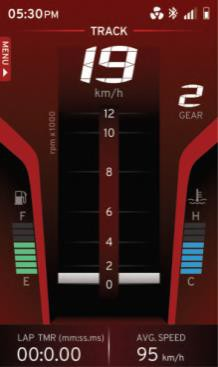 05:30PM
TRACK
MENU
19
km/h
2
GEAR
rpm x1000
12
10
8
6
4
2
0
F
E
H
C
LAP TMR (mm:ss.ms)
00:0.00
AVG. SPEED
95 km/h